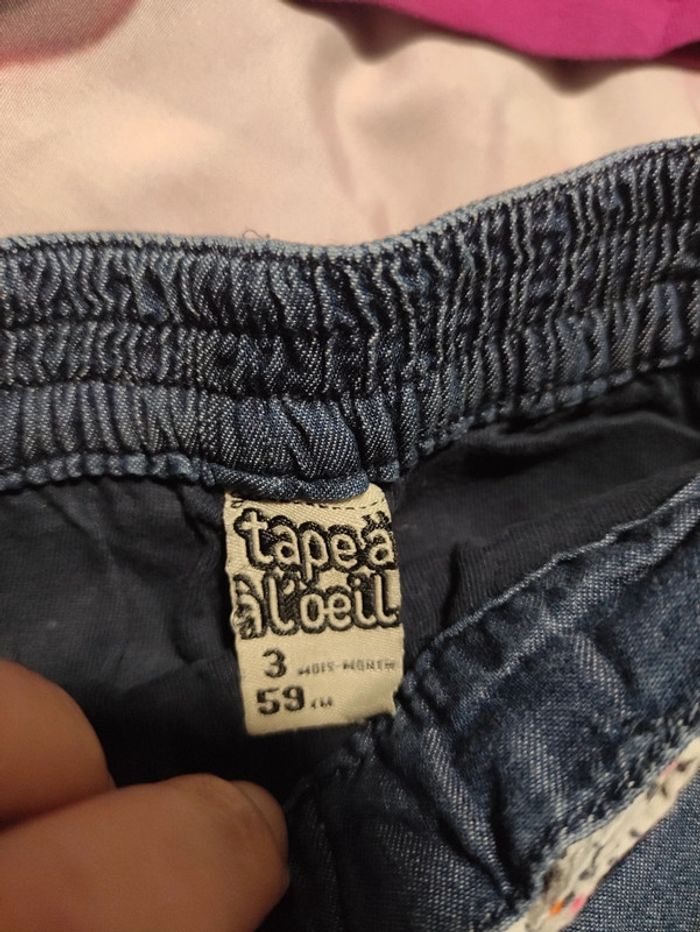 tape à
l'oeil
3 MOIS-MONTH
59 CM